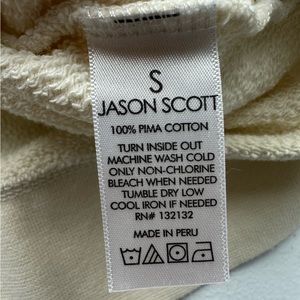 S
JASON SCOTT
100% PIMA COTTON
TURN INSIDE OUT
MACHINE WASH COLD
ONLY NON-CHLORINE
BLEACH WHEN NEEDED
TUMBLE DRY LOW
COOL IRON IF NEEDED
RN# 132132
MADE IN PERU